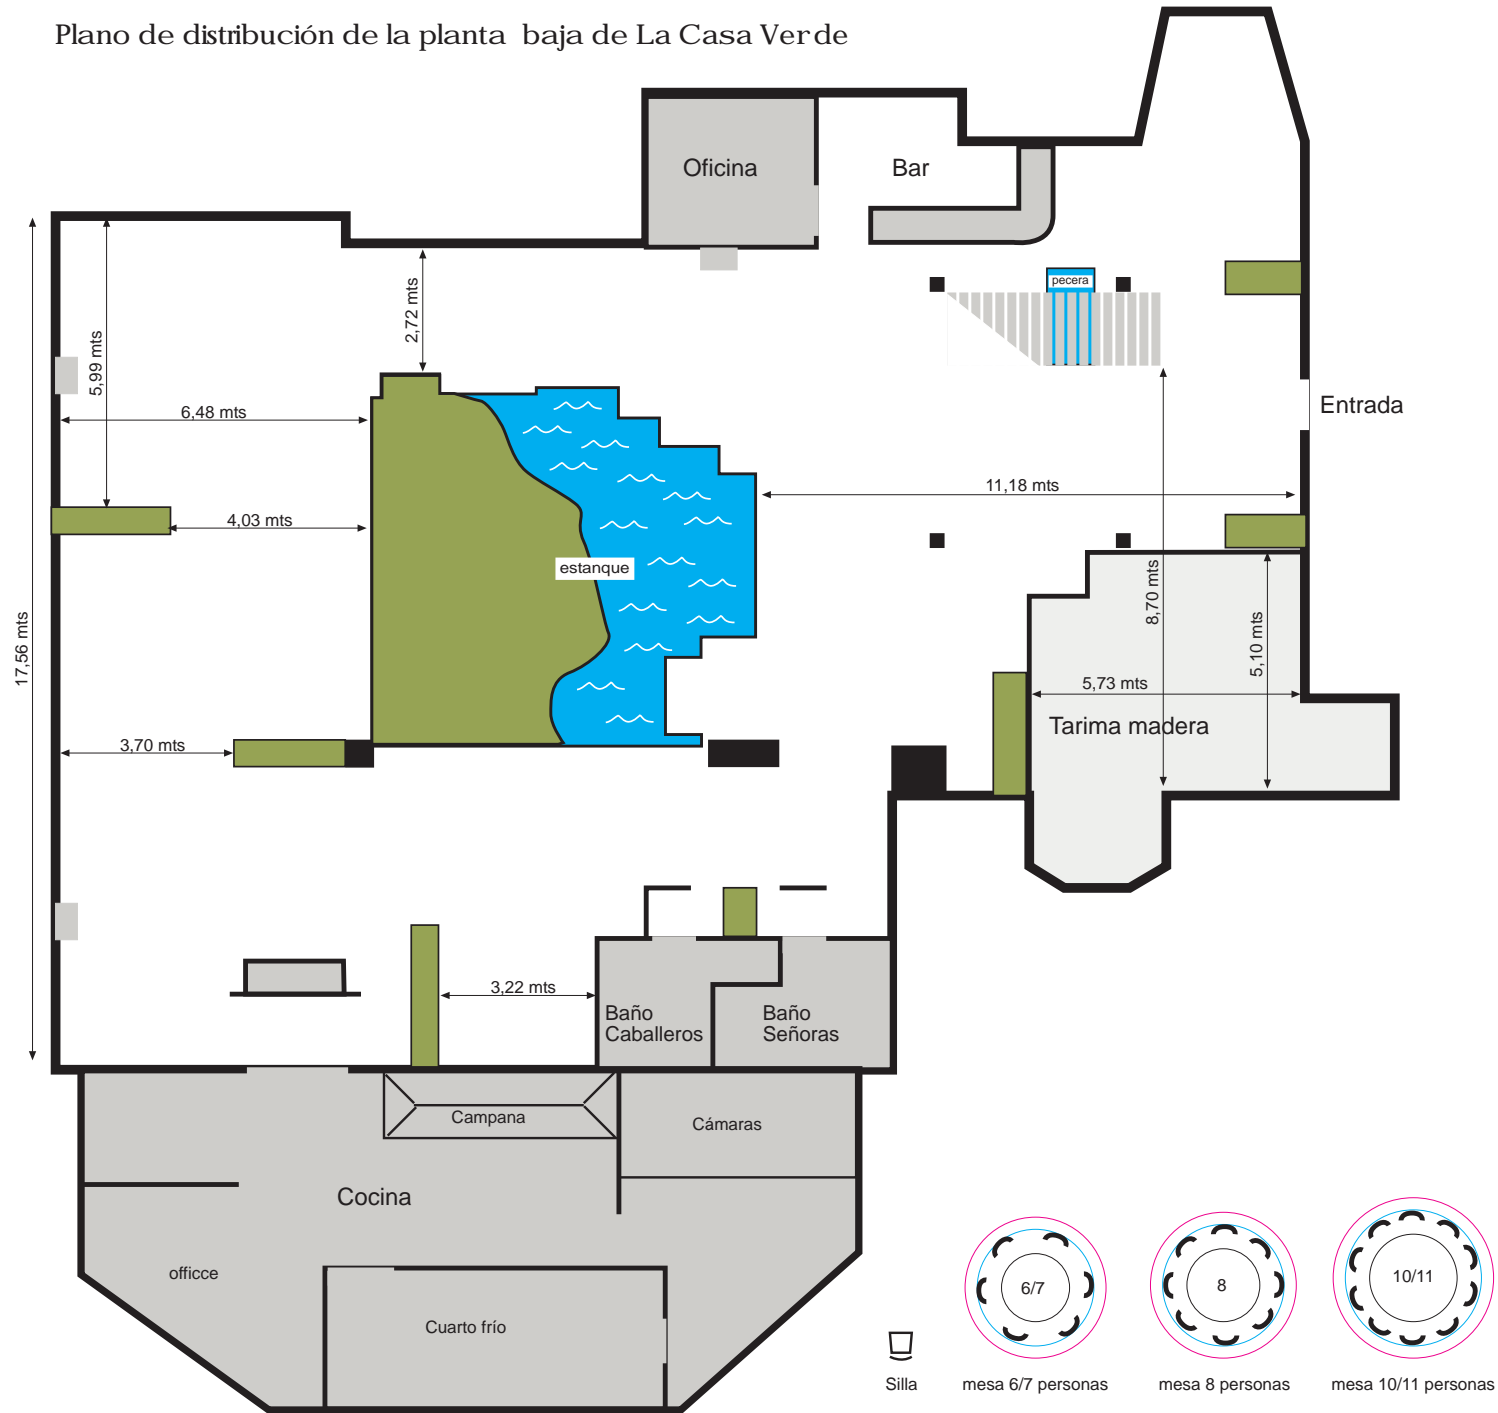 Plano de distribución de la planta baja de La Casa Verde
Oficina
Bar
pecera
Entrada
2,72 mts
5,99 mts
6,48 mts
11,18 mts
4,03 mts
estanque
8,70 mts
5,10 mts
17,56 mts
5,73 mts
Tarima madera
3,70 mts
3,22 mts
Baño
Caballeros
Baño
Señoras
Campana
Cámaras
Cocina
officce
Cuarto frío
6/7
8
10/11
Silla
mesa 6/7 personas
mesa 8 personas
mesa 10/11 personas